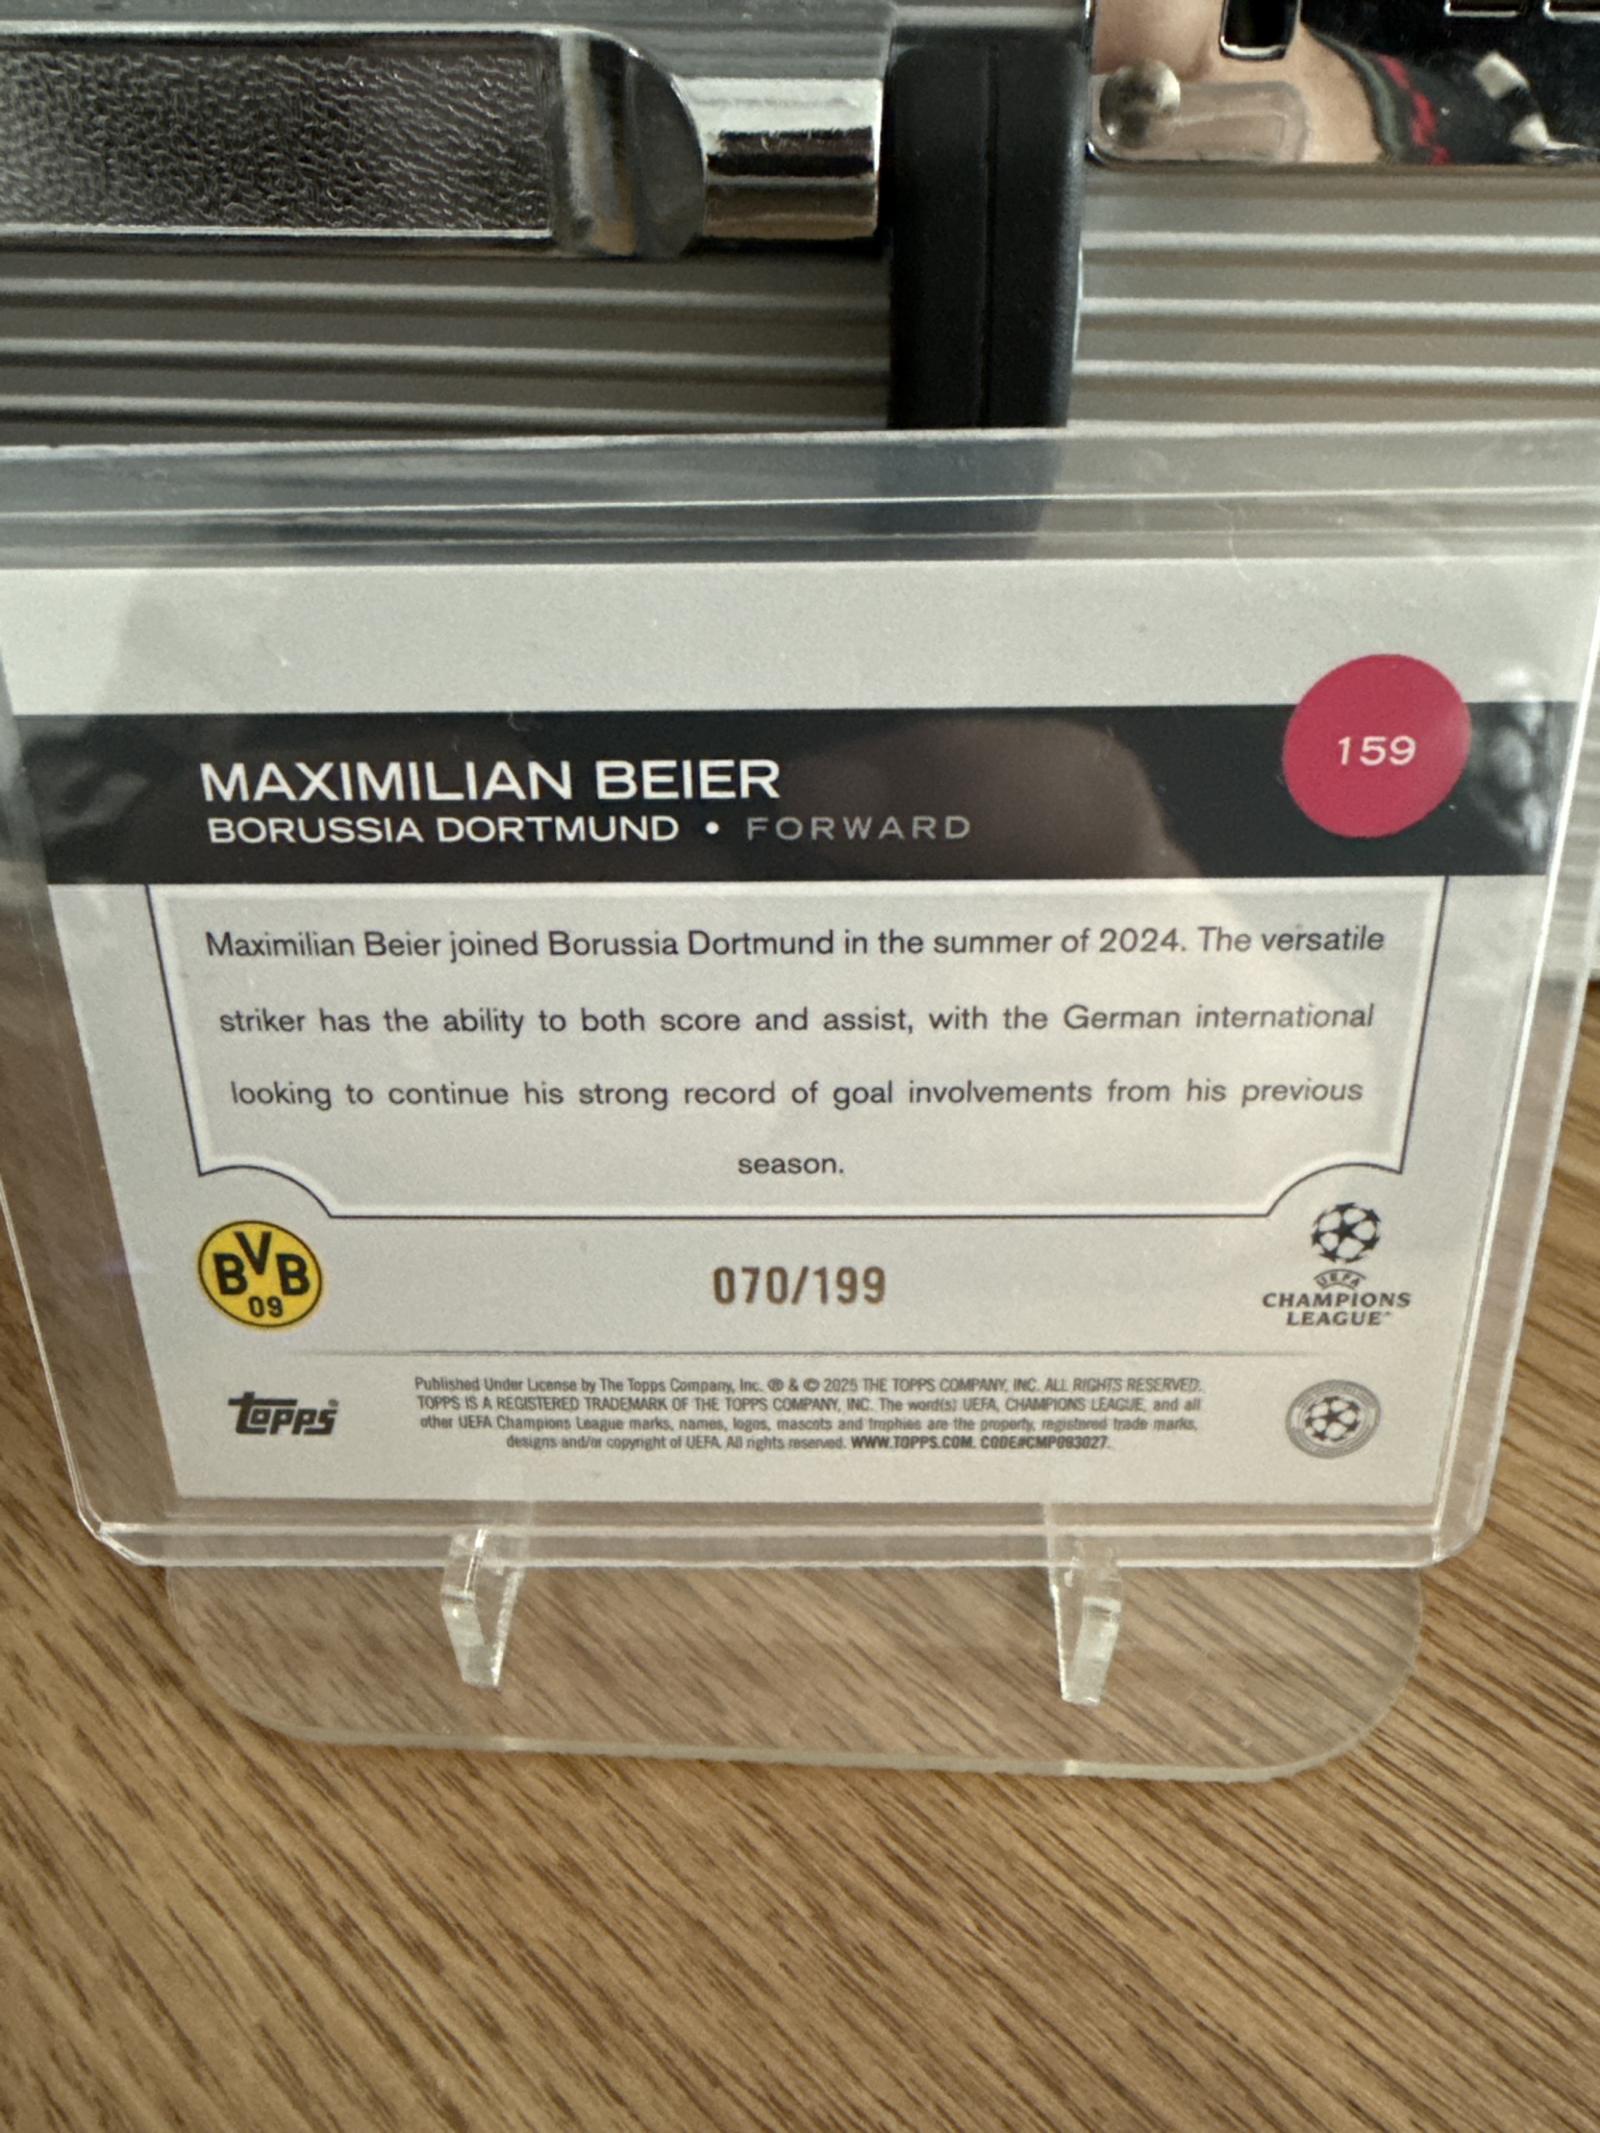 159
MAXIMILIAN BEIER
BORUSSIA DORTMUND • FORWARD
Maximilian Beier joined Borussia Dortmund in the summer of 2024. The versatile
striker has the ability to both score and assist, with the German international
looking to continue his strong record of goal involvements from his previous
season.
BVB
09
070/199
UEFA
CHAMPIONS
LEAGUE™
topps®
Published Under License by The Topps Company, Inc. ® & © 2025 THE TOPPS COMPANY, INC. ALL RIGHTS RESERVED.
TOPPS IS A REGISTERED TRADEMARK OF THE TOPPS COMPANY, INC. The word(s) UEFA, CHAMPIONS LEAGUE, and all
other UEFA Champions League marks, names, logos, mascots and trophies are the property, registered trade marks,
designs and/or copyright of UEFA. All rights reserved. WWW.TOPPS.COM. CODE#CMP093027.